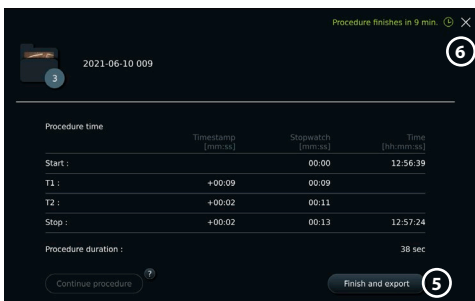 Procedure finishes in 9 min.
6
3
2021-06-10 009
Procedure time
Timestamp [mm:ss] Stopwatch [mm:ss] Time [hh:mm:ss]
Start : 00:00 12:56:39
T1 : +00:09 00:09
T2 : +00:02 00:11
Stop : +00:02 00:13 12:57:24
Procedure duration : 38 sec
Continue procedure ? Finish and export 5